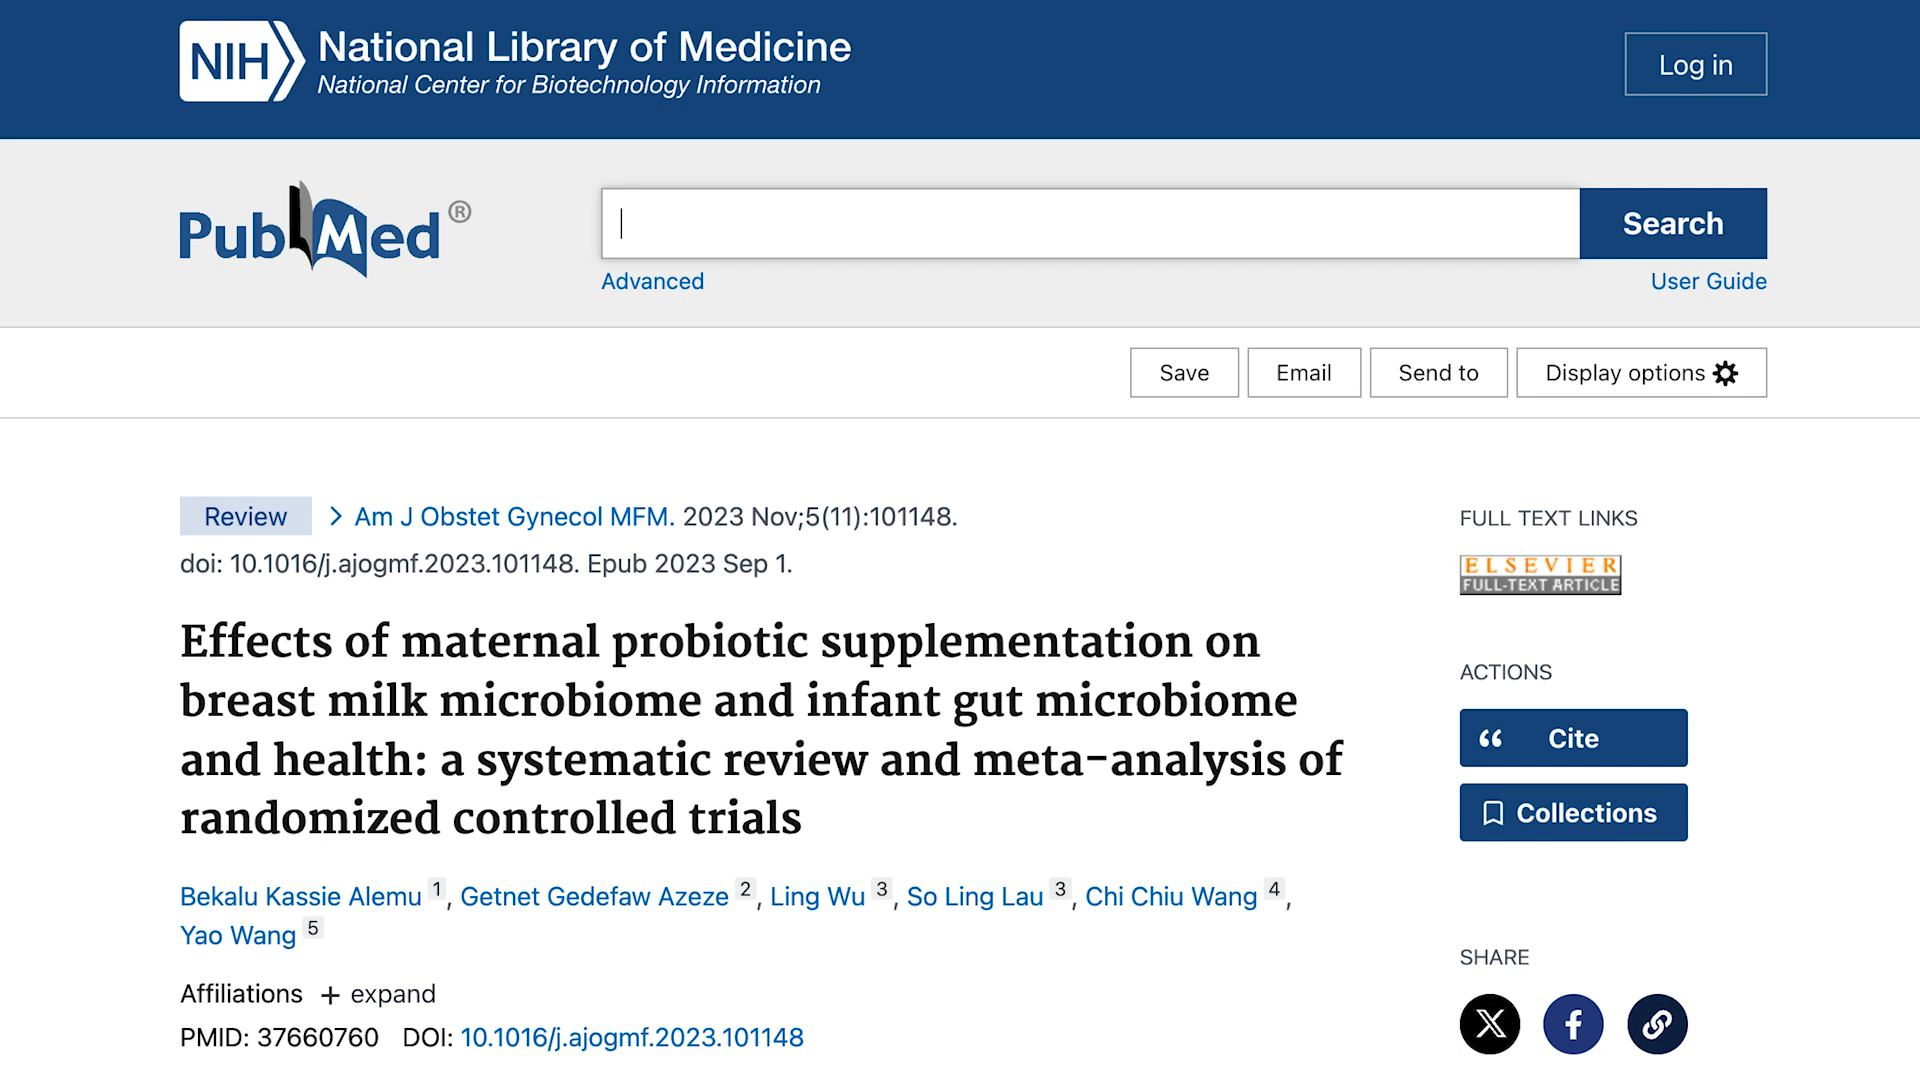 NIH National Library of Medicine
National Center for Biotechnology Information
Log in
PubMed®
Search
Advanced
User Guide
Save
Email
Send to
Display options
Review
Am J Obstet Gynecol MFM. 2023 Nov;5(11):101148.
doi: 10.1016/j.ajogmf.2023.101148. Epub 2023 Sep 1.
Effects of maternal probiotic supplementation on
breast milk microbiome and infant gut microbiome
and health: a systematic review and meta-analysis of
randomized controlled trials
Bekalu Kassie Alemu 1, Getnet Gedefaw Azeze 2, Ling Wu 3, So Ling Lau 3, Chi Chiu Wang 4,
Yao Wang 5
Affiliations + expand
PMID: 37660760 DOI: 10.1016/j.ajogmf.2023.101148
FULL TEXT LINKS
ELSEVIER
FULL-TEXT ARTICLE
ACTIONS
Cite
Collections
SHARE